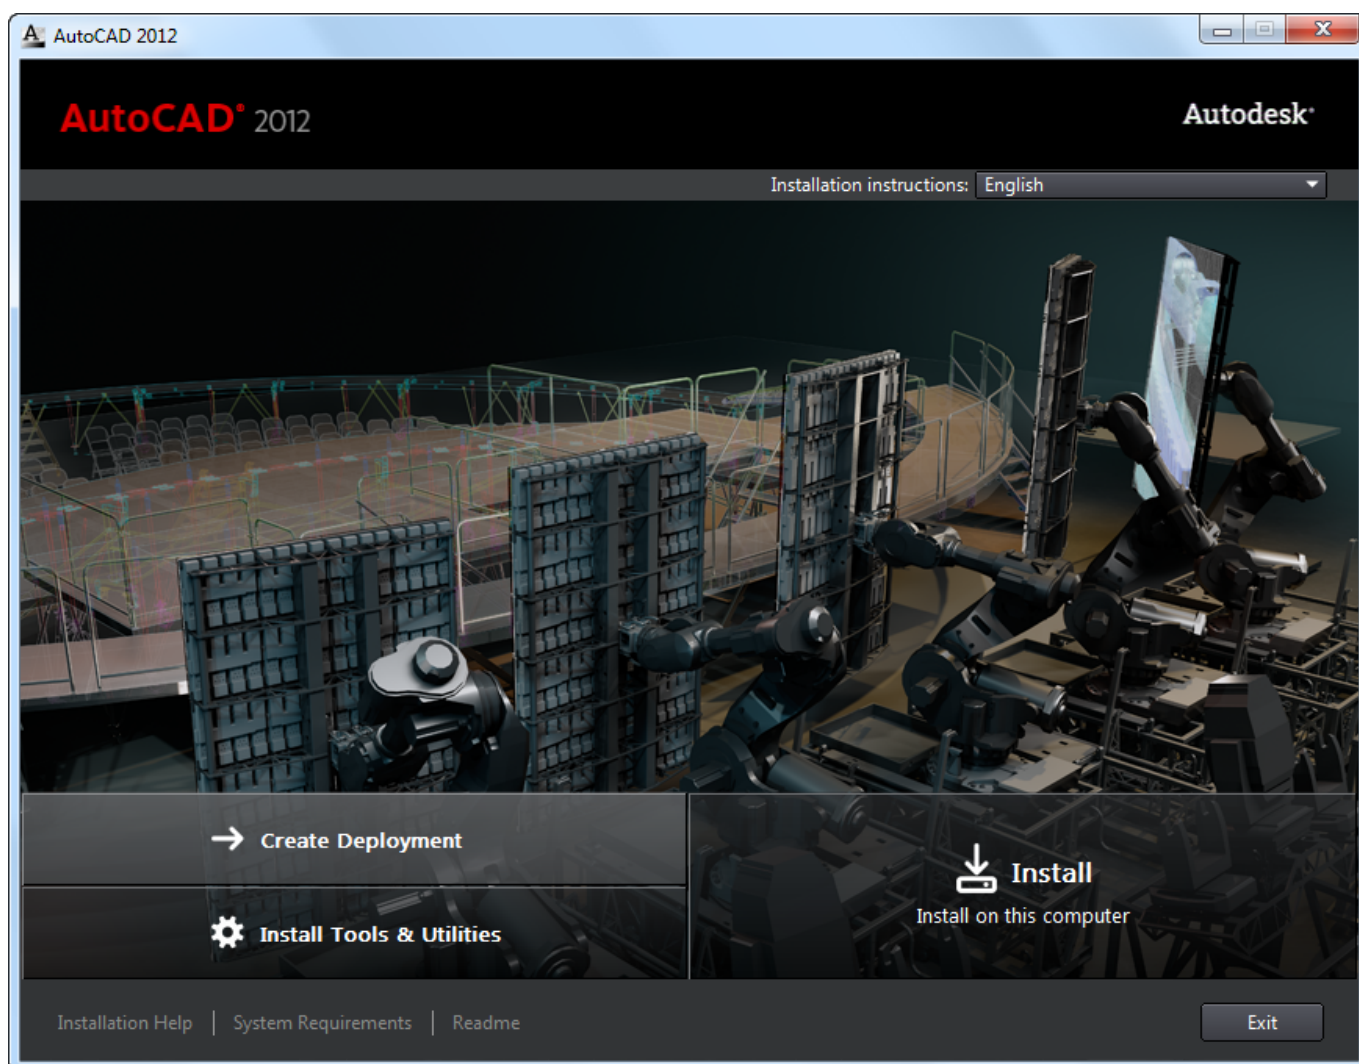 AutoCAD 2012
AutoCAD® 2012
Autodesk®
Installation instructions: English
Create Deployment
Install
Install on this computer
Install Tools & Utilities
Installation Help | System Requirements | Readme
Exit